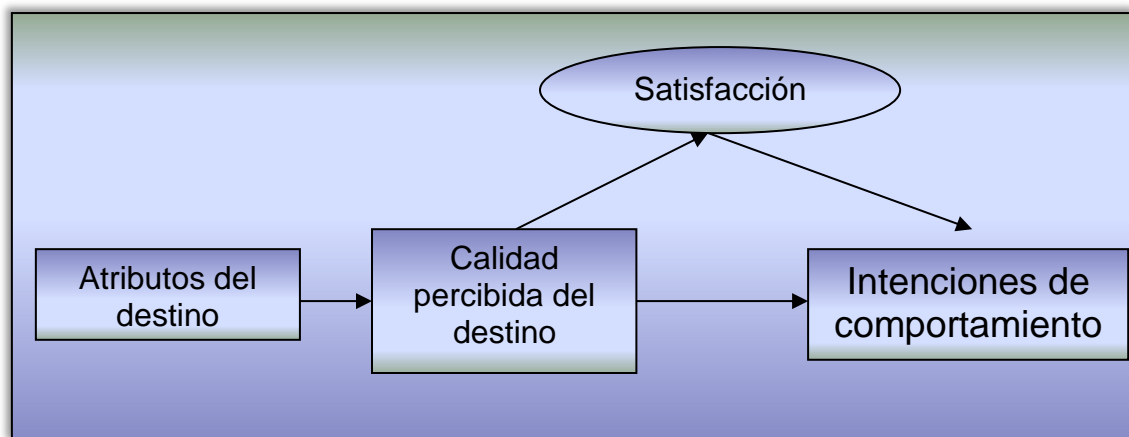 Satisfacción
Atributos del
destino
Calidad
percibida del
destino
Intenciones de
comportamiento